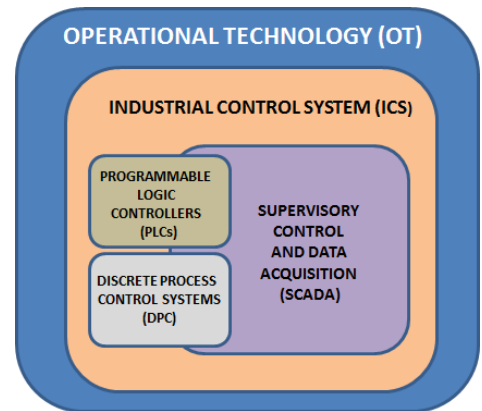 OPERATIONAL TECHNOLOGY (OT)
INDUSTRIAL CONTROL SYSTEM (ICS)
PROGRAMMABLE
LOGIC
CONTROLLERS
(PLCs)
DISCRETE PROCESS
CONTROL SYSTEMS
(DPC)
SUPERVISORY
CONTROL
AND DATA
ACQUISITION
(SCADA)